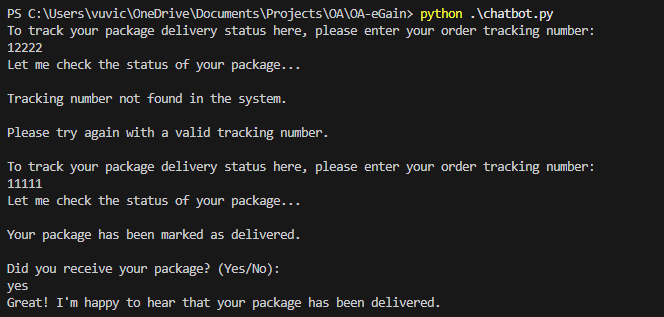 PS C:\Users\vuvic\OneDrive\Documents\Projects\OA\OA-eGain> python .\chatbot.py
To track your package delivery status here, please enter your order tracking number:
12222
Let me check the status of your package...
Tracking number not found in the system.
Please try again with a valid tracking number.
To track your package delivery status here, please enter your order tracking number:
11111
Let me check the status of your package...
Your package has been marked as delivered.
Did you receive your package? (Yes/No):
yes
Great! I'm happy to hear that your package has been delivered.